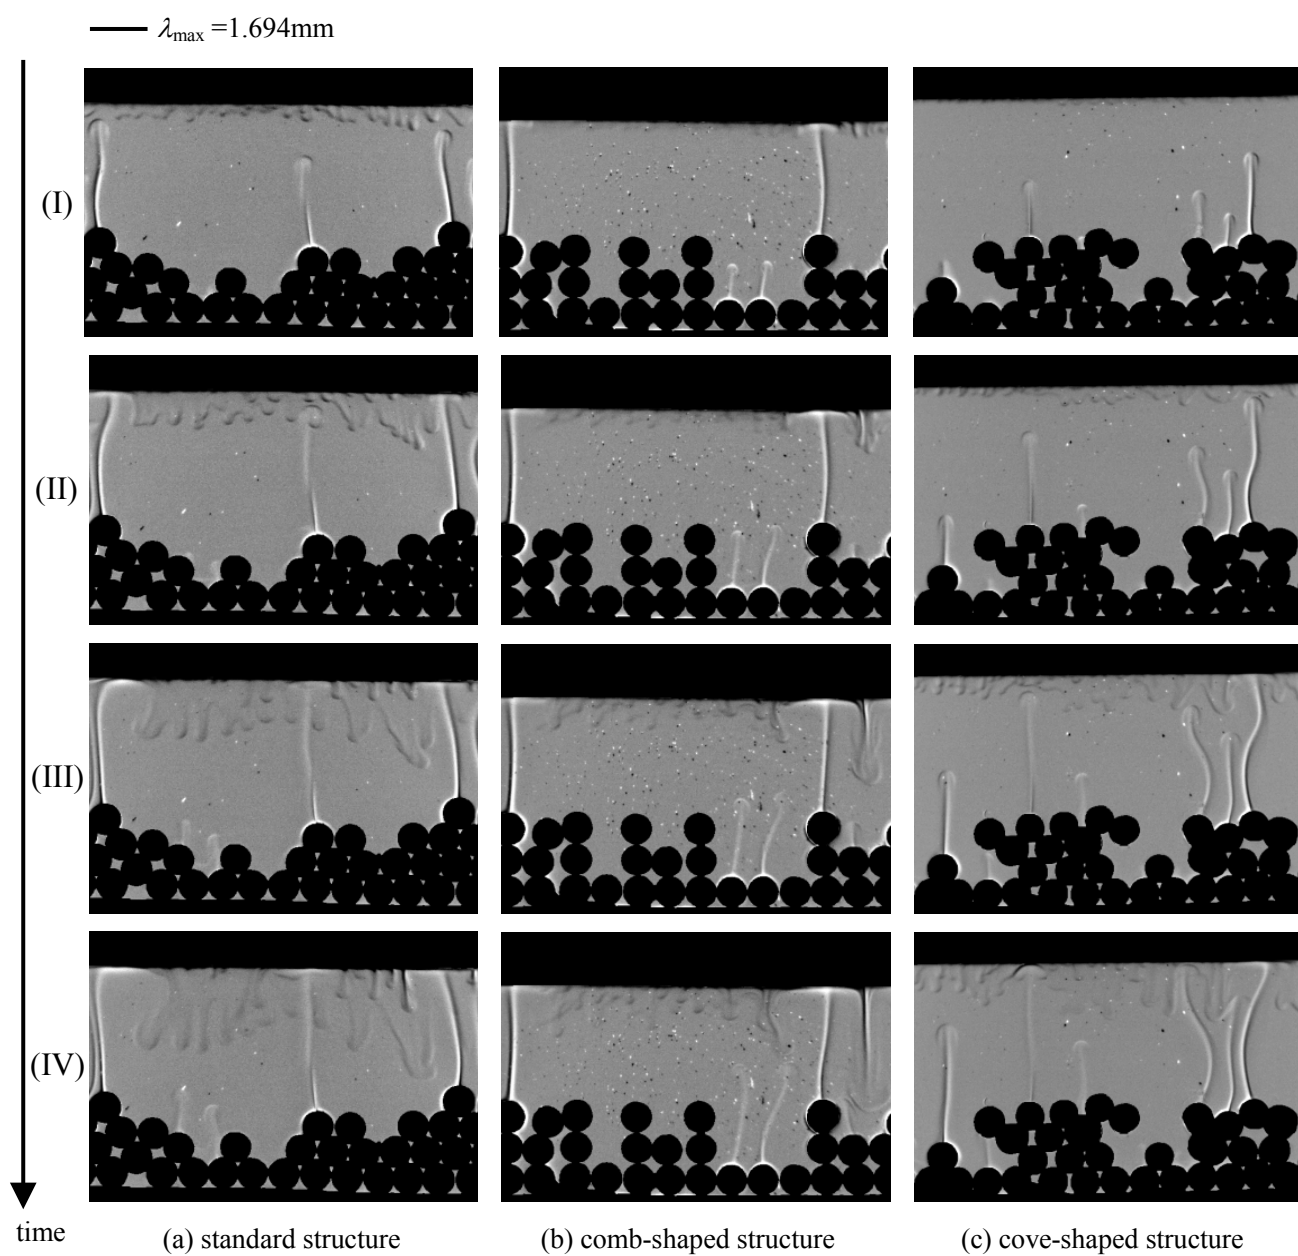 λmax =1.694mm
(I)
(II)
(III)
(IV)
time
(a) standard structure
(b) comb-shaped structure
(c) cove-shaped structure